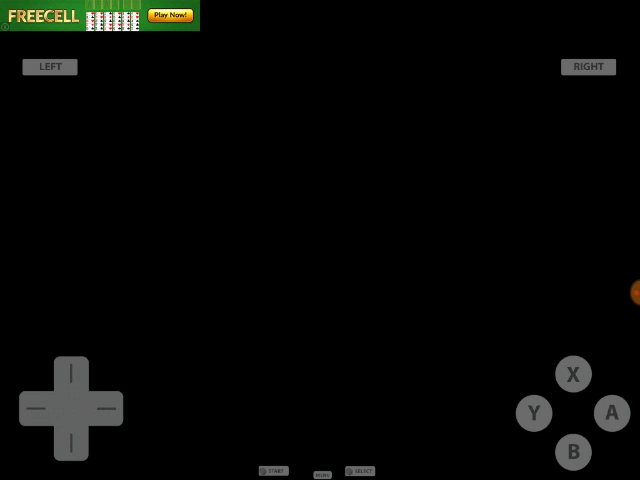 FREECELL
Play Now!
LEFT
RIGHT
X
Y
A
B
START
MENU
SELECT